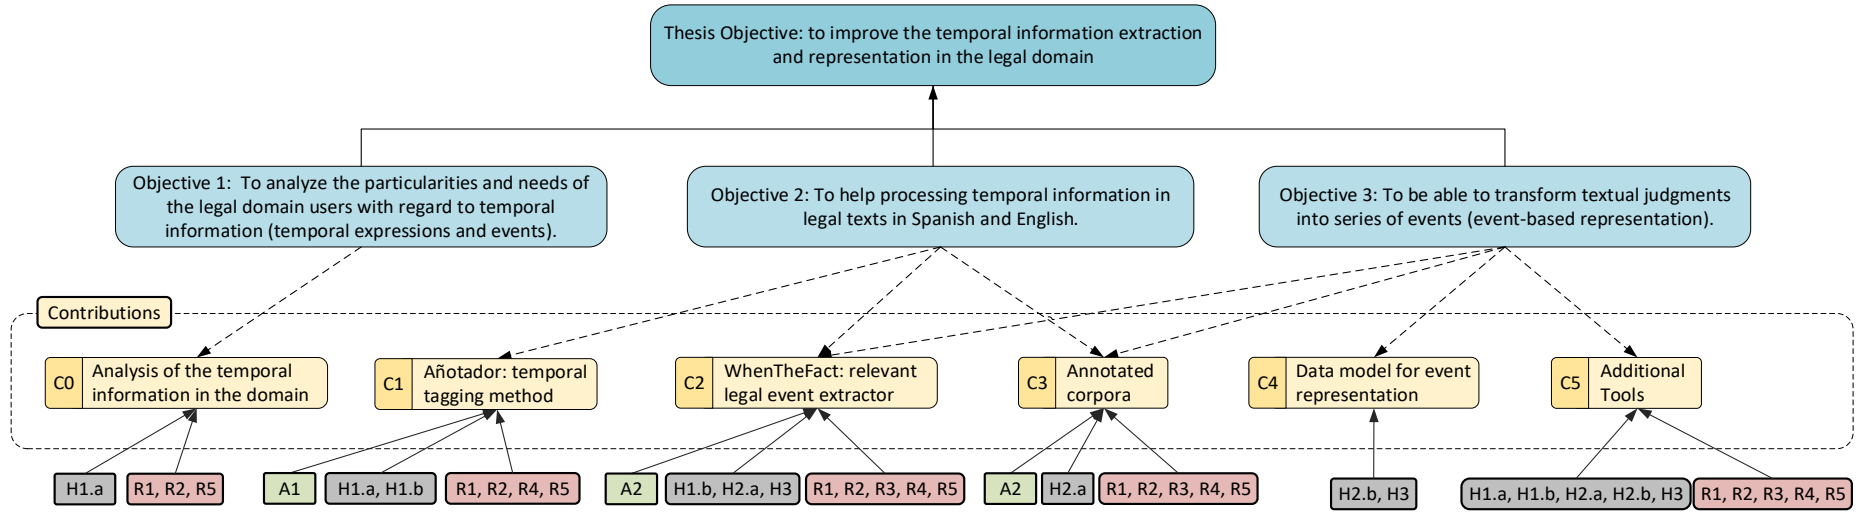 Thesis Objective: to improve the temporal information extraction
and representation in the legal domain
Objective 1: To analyze the particularities and needs of
the legal domain users with regard to temporal
information (temporal expressions and events).
Objective 2: To help processing temporal information in
legal texts in Spanish and English.
Objective 3: To be able to transform textual judgments
into series of events (event-based representation).
Contributions
C0
Analysis of the temporal
information in the domain
C1
Añotador: temporal
tagging method
C2
WhenTheFact: relevant
legal event extractor
C3
Annotated
corpora
C4
Data model for event
representation
C5
Additional
Tools
H1.a
R1, R2, R5
A1
H1.a, H1.b
R1, R2, R4, R5
A2
H1.b, H2.a, H3
R1, R2, R3, R4, R5
A2
H2.a
R1, R2, R3, R4, R5
H2.b, H3
H1.a, H1.b, H2.a, H2.b, H3
R1, R2, R3, R4, R5